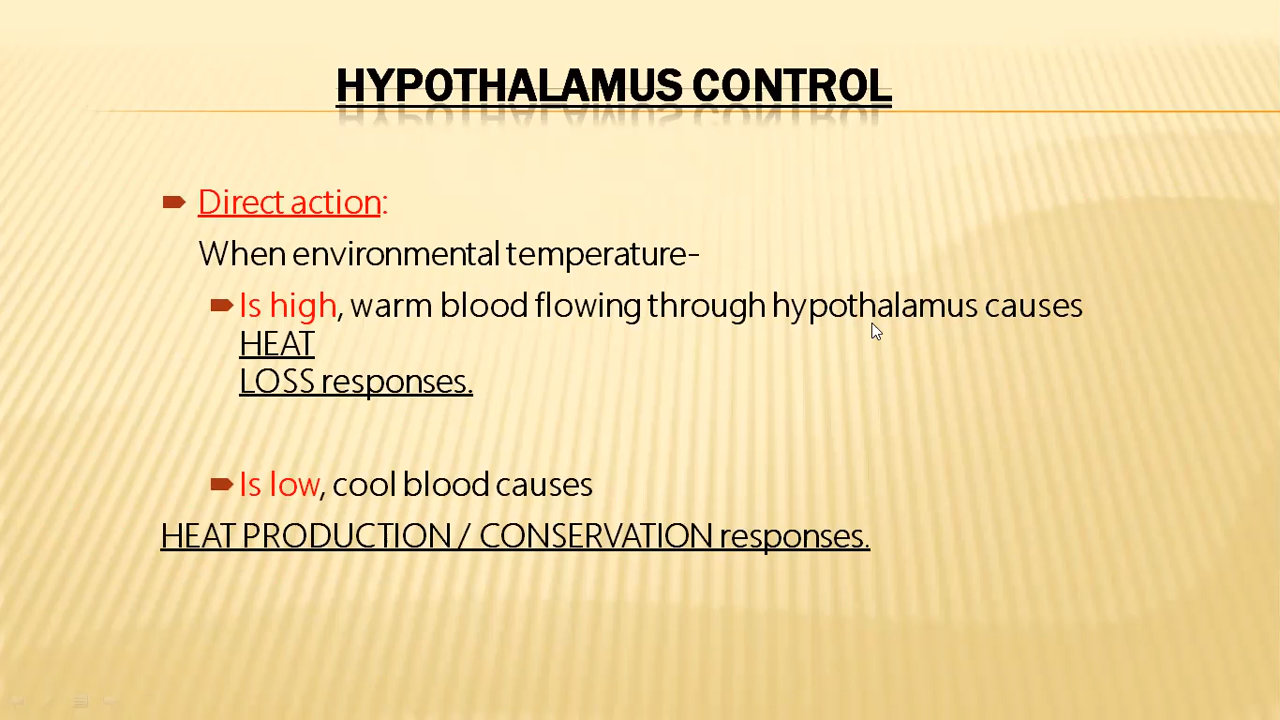 HYPOTHALAMUS CONTROL
Direct action:
When environmental temperature-
Is high, warm blood flowing through hypothalamus causes
HEAT
LOSS responses.
Is low, cool blood causes
HEAT PRODUCTION / CONSERVATION responses.